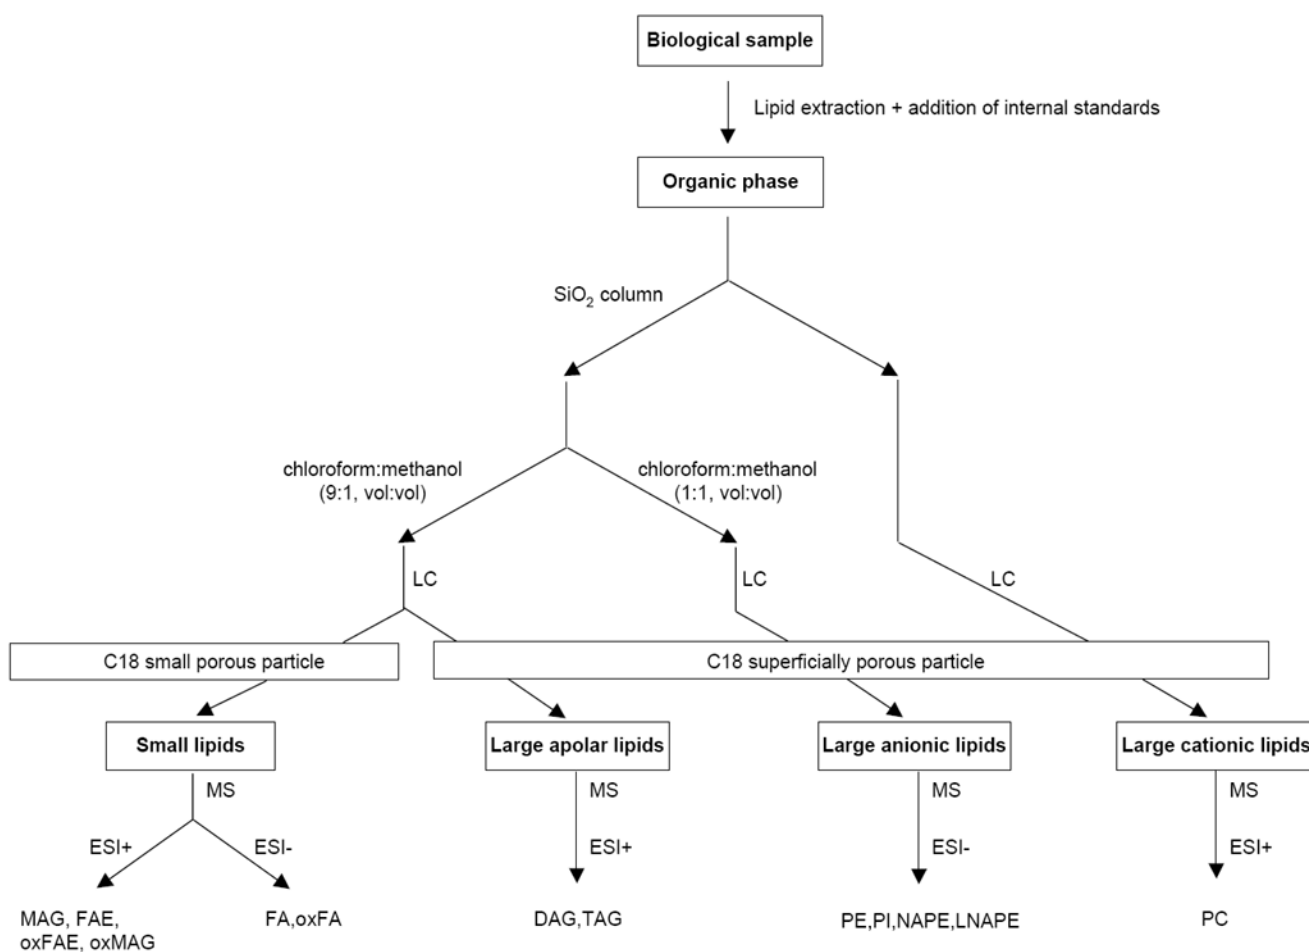 Biological sample
Lipid extraction + addition of internal standards
Organic phase
SiO₂ column
chloroform:methanol
(9:1, vol:vol)
chloroform:methanol
(1:1, vol:vol)
LC
LC
LC
C18 small porous particle
C18 superficially porous particle
Small lipids
Large apolar lipids
Large anionic lipids
Large cationic lipids
MS
MS
MS
MS
ESI+
ESI-
ESI+
ESI-
ESI+
MAG, FAE,
oxFAE, oxMAG
FA,oxFA
DAG,TAG
PE,PI,NAPE,LNAPE
PC